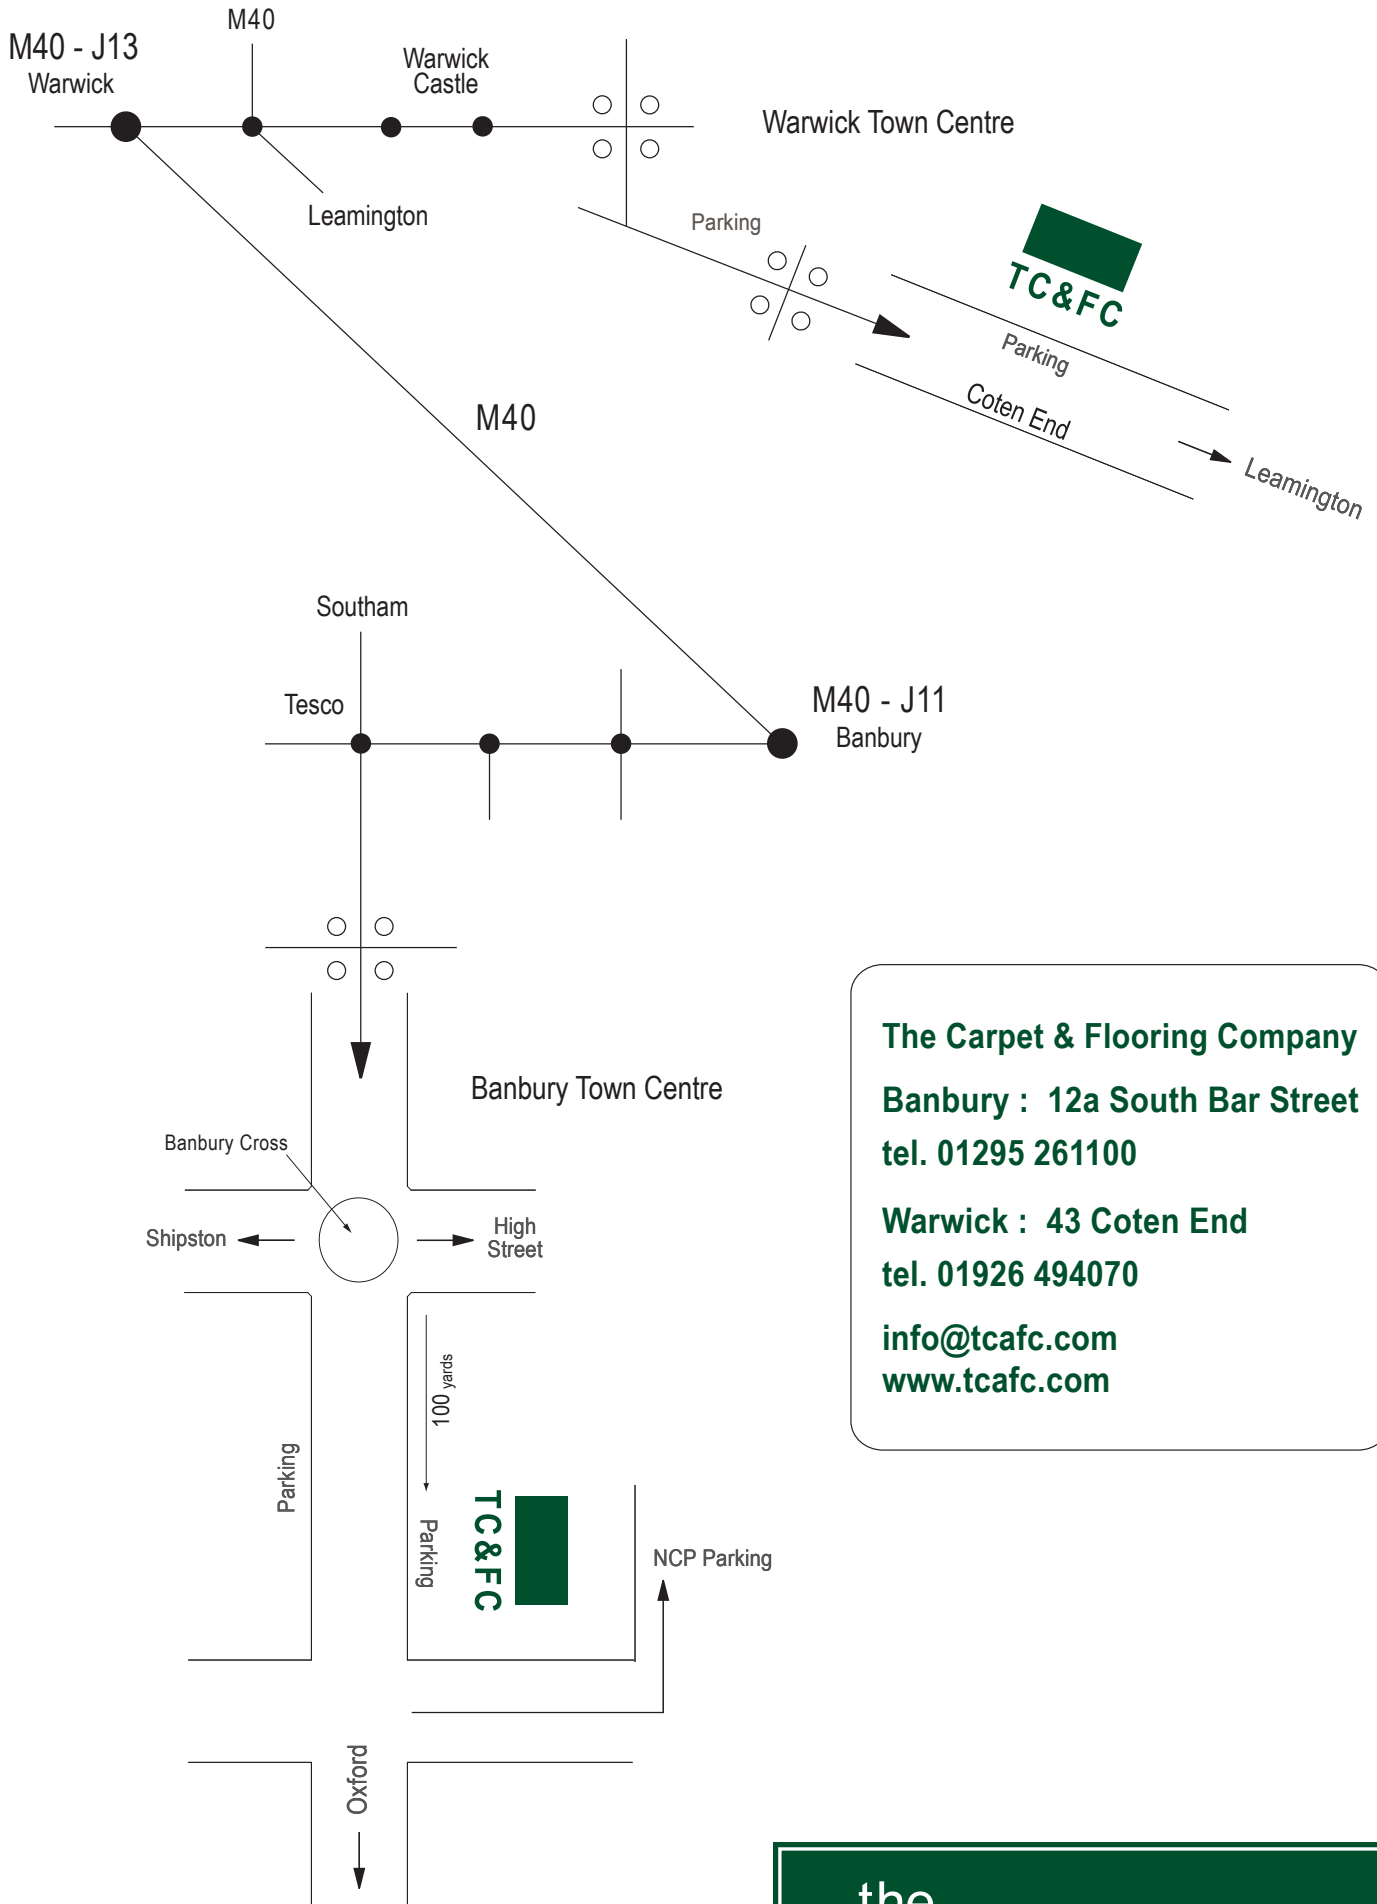 M40
M40 - J13
Warwick
Warwick
Castle
Warwick Town Centre
Leamington
Parking
TC&FC
Parking
Coten End
Leamington
M40
Southam
Tesco
M40 - J11
Banbury
Banbury Town Centre
Banbury Cross
Shipston
High
Street
100 yards
Parking
Parking
TC&FC
NCP Parking
Oxford
The Carpet & Flooring Company
Banbury : 12a South Bar Street
tel. 01295 261100
Warwick : 43 Coten End
tel. 01926 494070
info@tcafc.com
www.tcafc.com
the